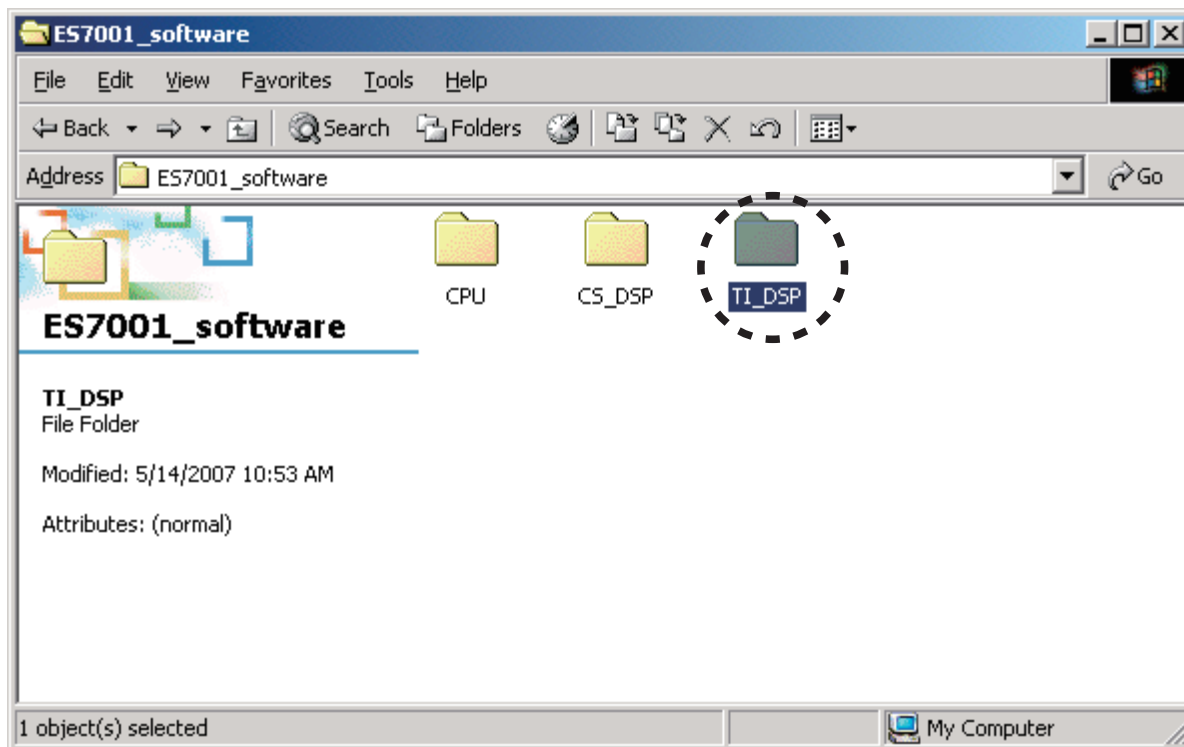 ES7001_software
File Edit View Favorites Tools Help
Back Search Folders
Address ES7001_software Go
CPU CS_DSP TI_DSP
ES7001_software
TI_DSP
File Folder
Modified: 5/14/2007 10:53 AM
Attributes: (normal)
1 object(s) selected My Computer